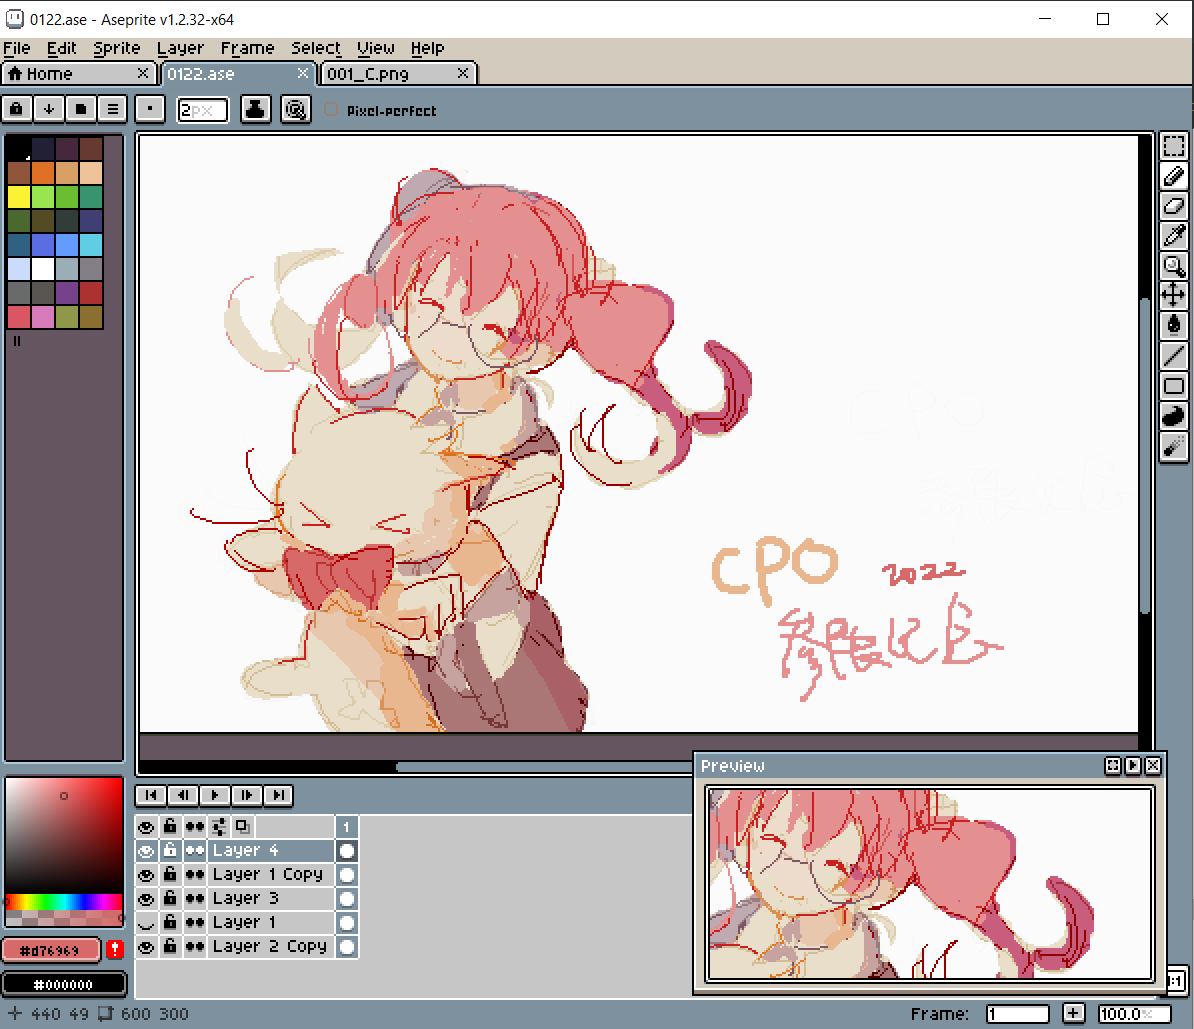 0122.ase - Aseprite v1.2.32-x64
File Edit Sprite Layer Frame Select View Help
Home
0122.ase
001_C.png
2px
Pixel-perfect
CPO
2022
Preview
1
Layer 4
Layer 1 Copy
Layer 3
Layer 1
Layer 2 Copy
#d76969
#000000
440 49 600 300
Frame: 1
100.0%